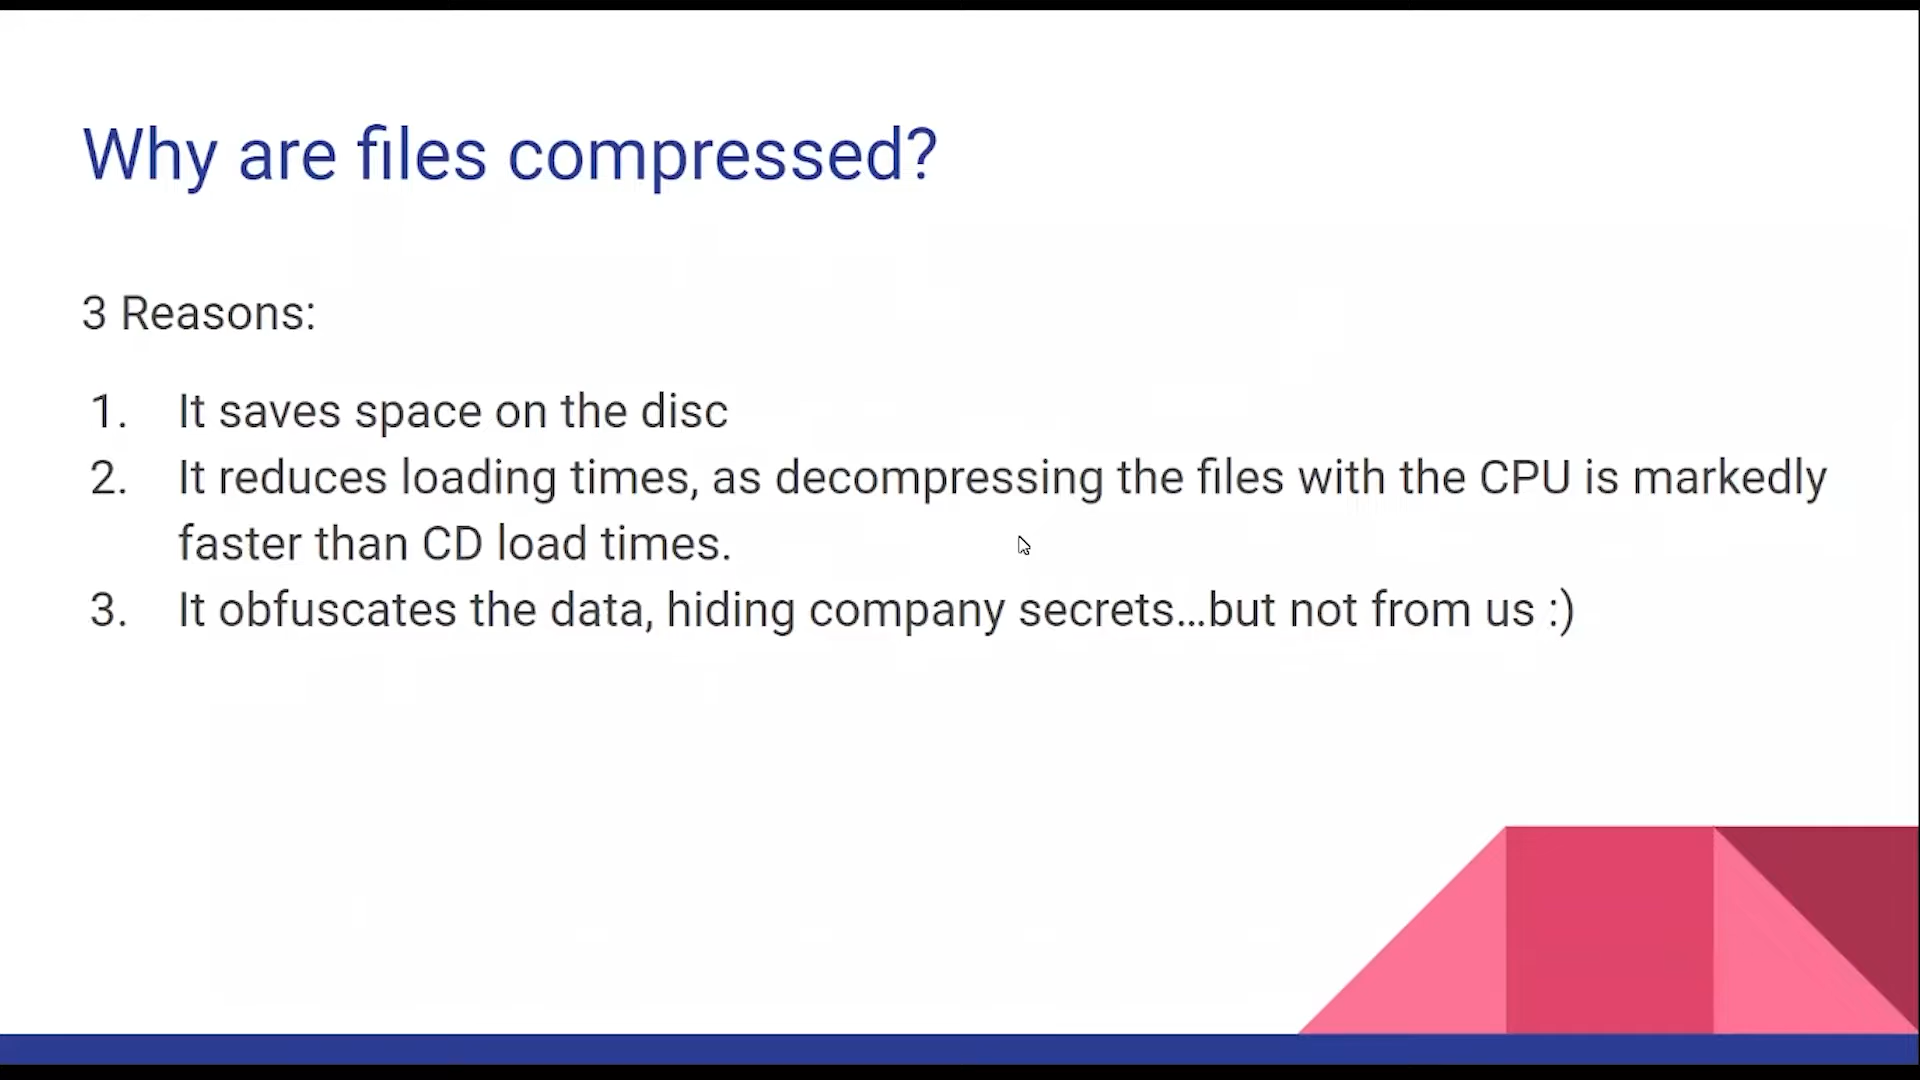 Why are files compressed?
3 Reasons:
1. It saves space on the disc
2. It reduces loading times, as decompressing the files with the CPU is markedly
faster than CD load times.
3. It obfuscates the data, hiding company secrets...but not from us :)